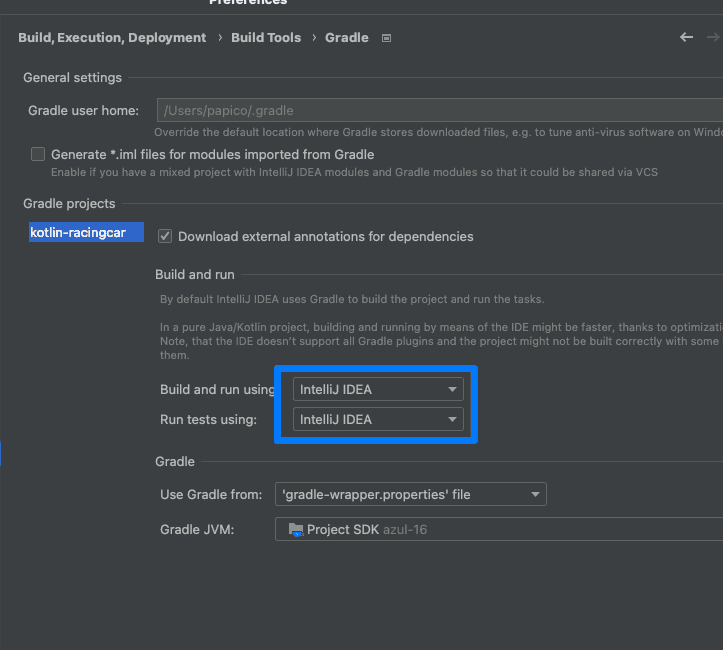 Preferences
Build, Execution, Deployment › Build Tools › Gradle
General settings
Gradle user home: /Users/papico/.gradle
Override the default location where Gradle stores downloaded files, e.g. to tune anti-virus software on Windo
Generate *.iml files for modules imported from Gradle
Enable if you have a mixed project with IntelliJ IDEA modules and Gradle modules so that it could be shared via VCS
Gradle projects
kotlin-racingcar
Download external annotations for dependencies
Build and run
By default IntelliJ IDEA uses Gradle to build the project and run the tasks.
In a pure Java/Kotlin project, building and running by means of the IDE might be faster, thanks to optimizati
Note, that the IDE doesn't support all Gradle plugins and the project might not be built correctly with some
them.
Build and run using IntelliJ IDEA
Run tests using: IntelliJ IDEA
Gradle
Use Gradle from: 'gradle-wrapper.properties' file
Gradle JVM: Project SDK azul-16